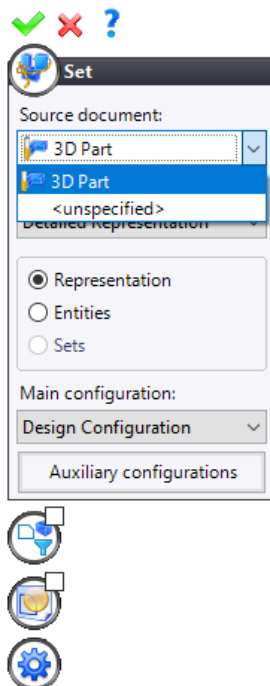 ?
Set
Source document:
3D Part
3D Part
<unspecified>
Detailed Representation
Representation
Entities
Sets
Main configuration:
Design Configuration
Auxiliary configurations